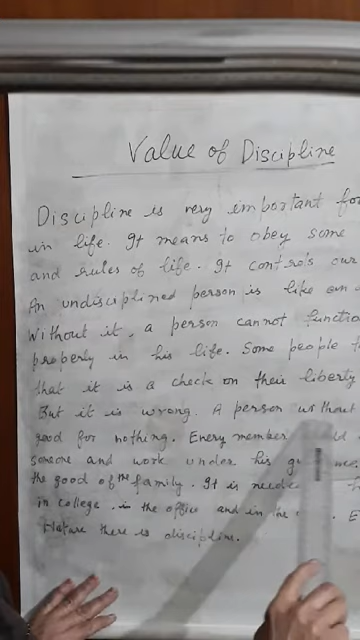 Value of Discipline
Discipline is very important for
in life. It means to obey some
and rules of life. It controls our
An undisciplined person is like an
Without it, a person cannot function
properly in his life. Some people
that it is a check on their liberty
But it is wrong. A person without
good for nothing. Every member
someone and work under his
the good of the family. It is
in college. in the office and in the
Nature there is discipline.